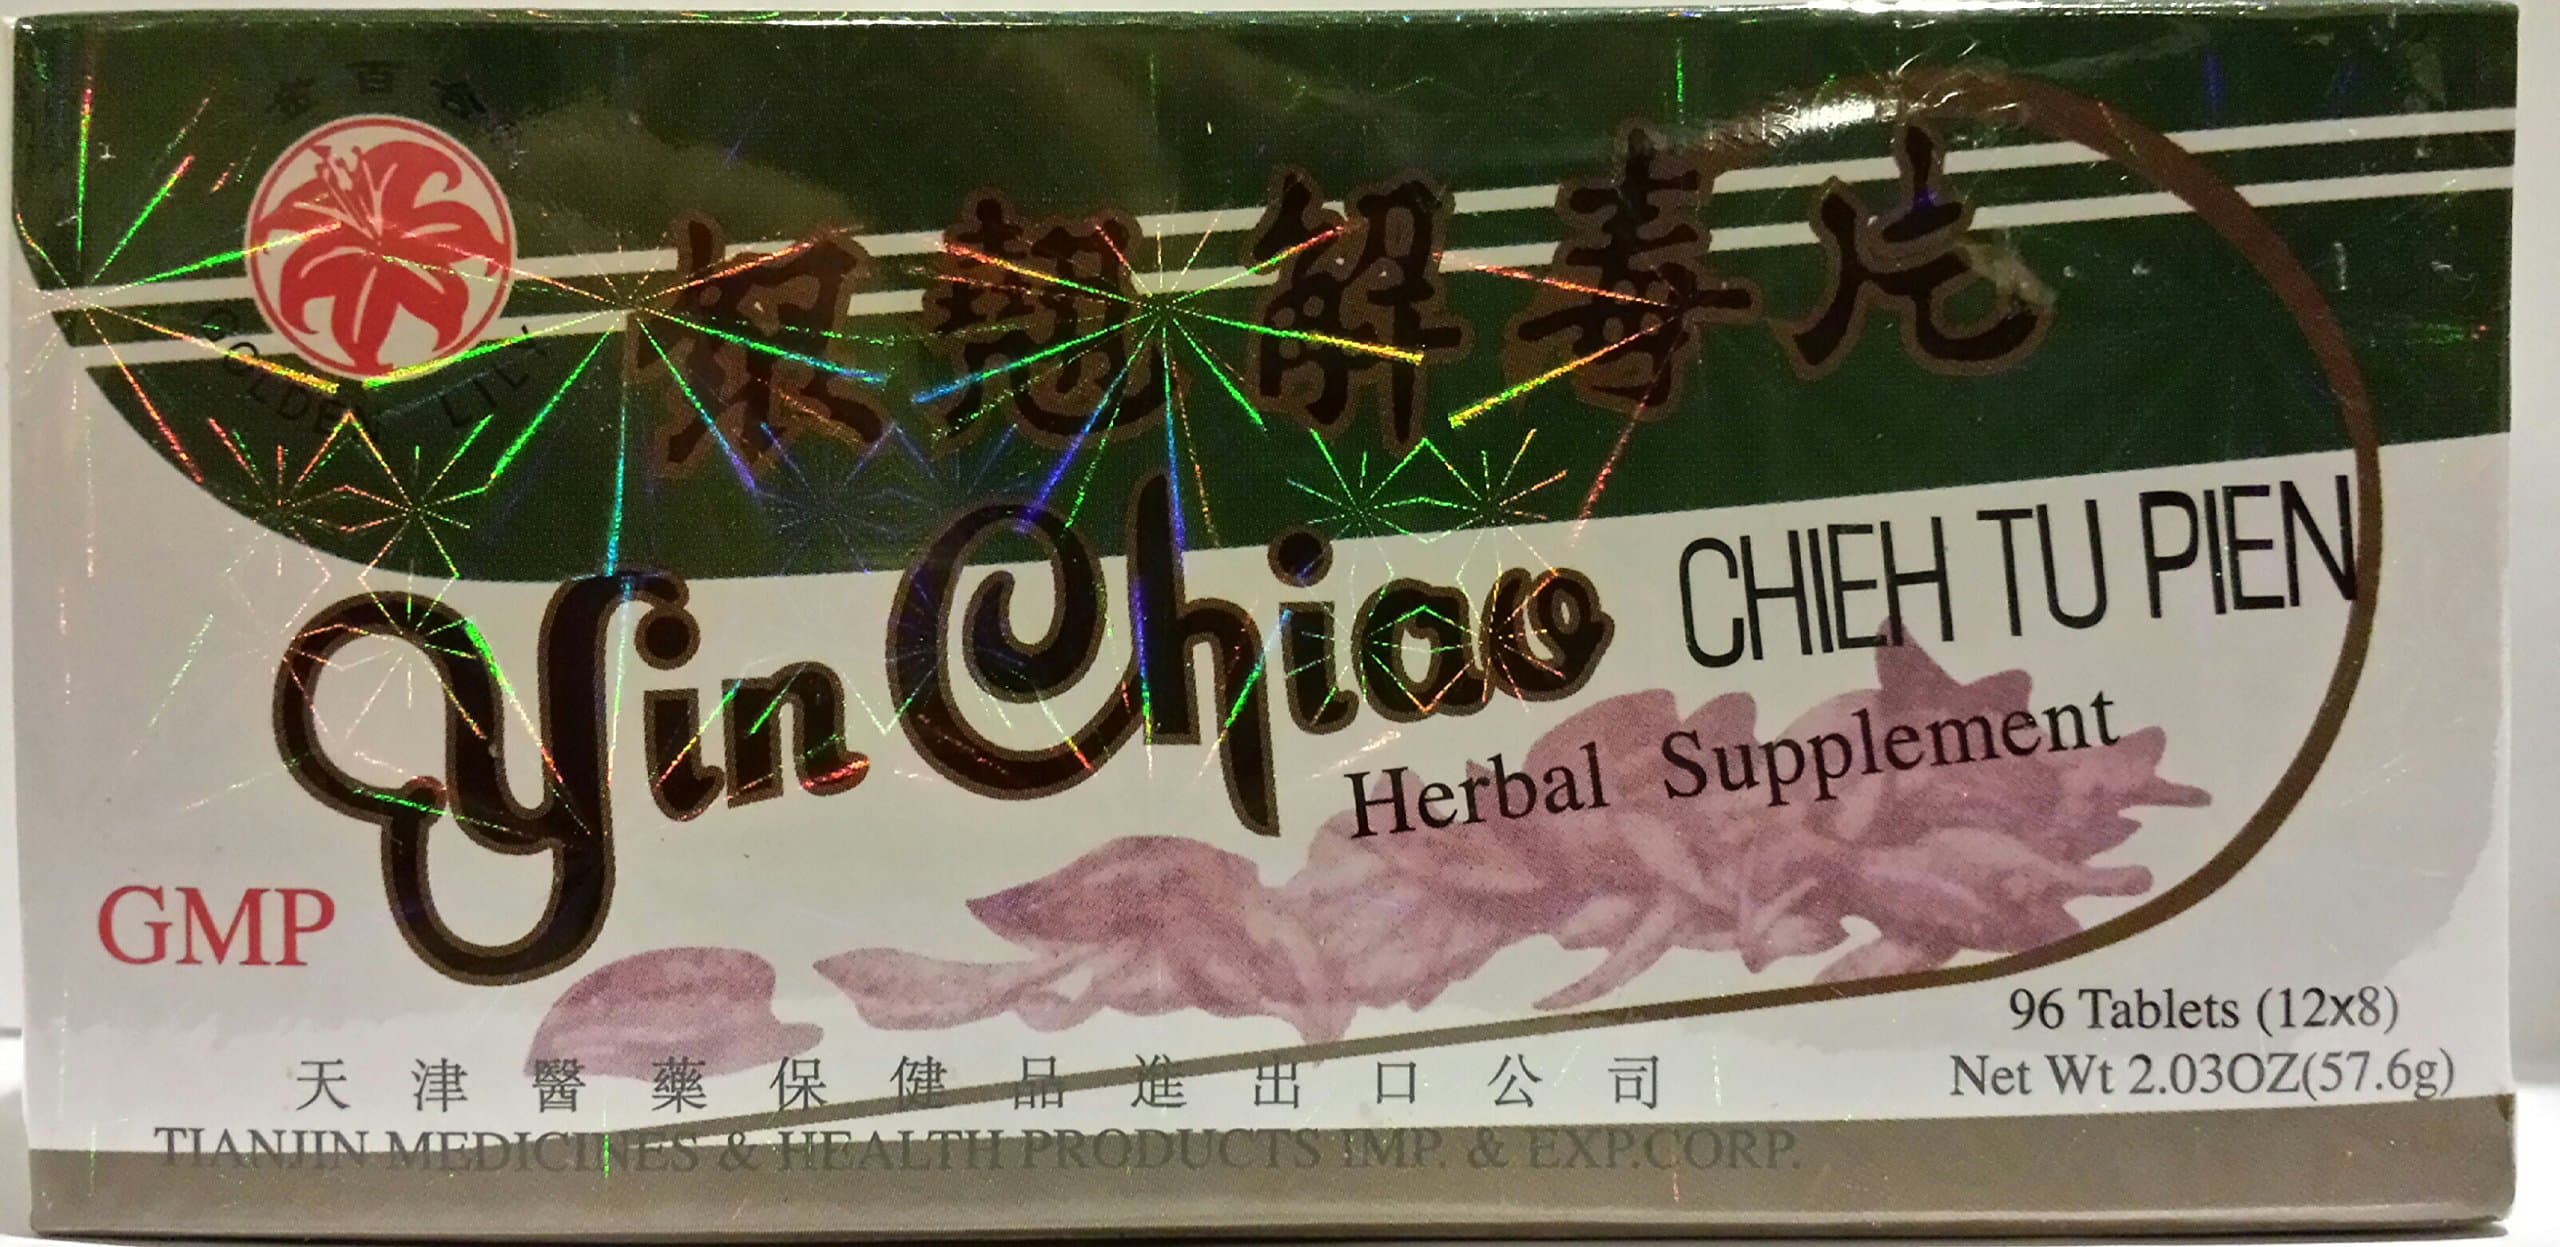 金百合
GOLDEN LILY
銀翹解毒片
Yin Chiao CHIEH TU PIEN
Herbal Supplement
GMP
96 Tablets (12x8)
Net Wt 2.03OZ(57.6g)
天津醫藥保健品進出口公司
TIANJIN MEDICINES & HEALTH PRODUCTS IMP. & EXP.CORP.